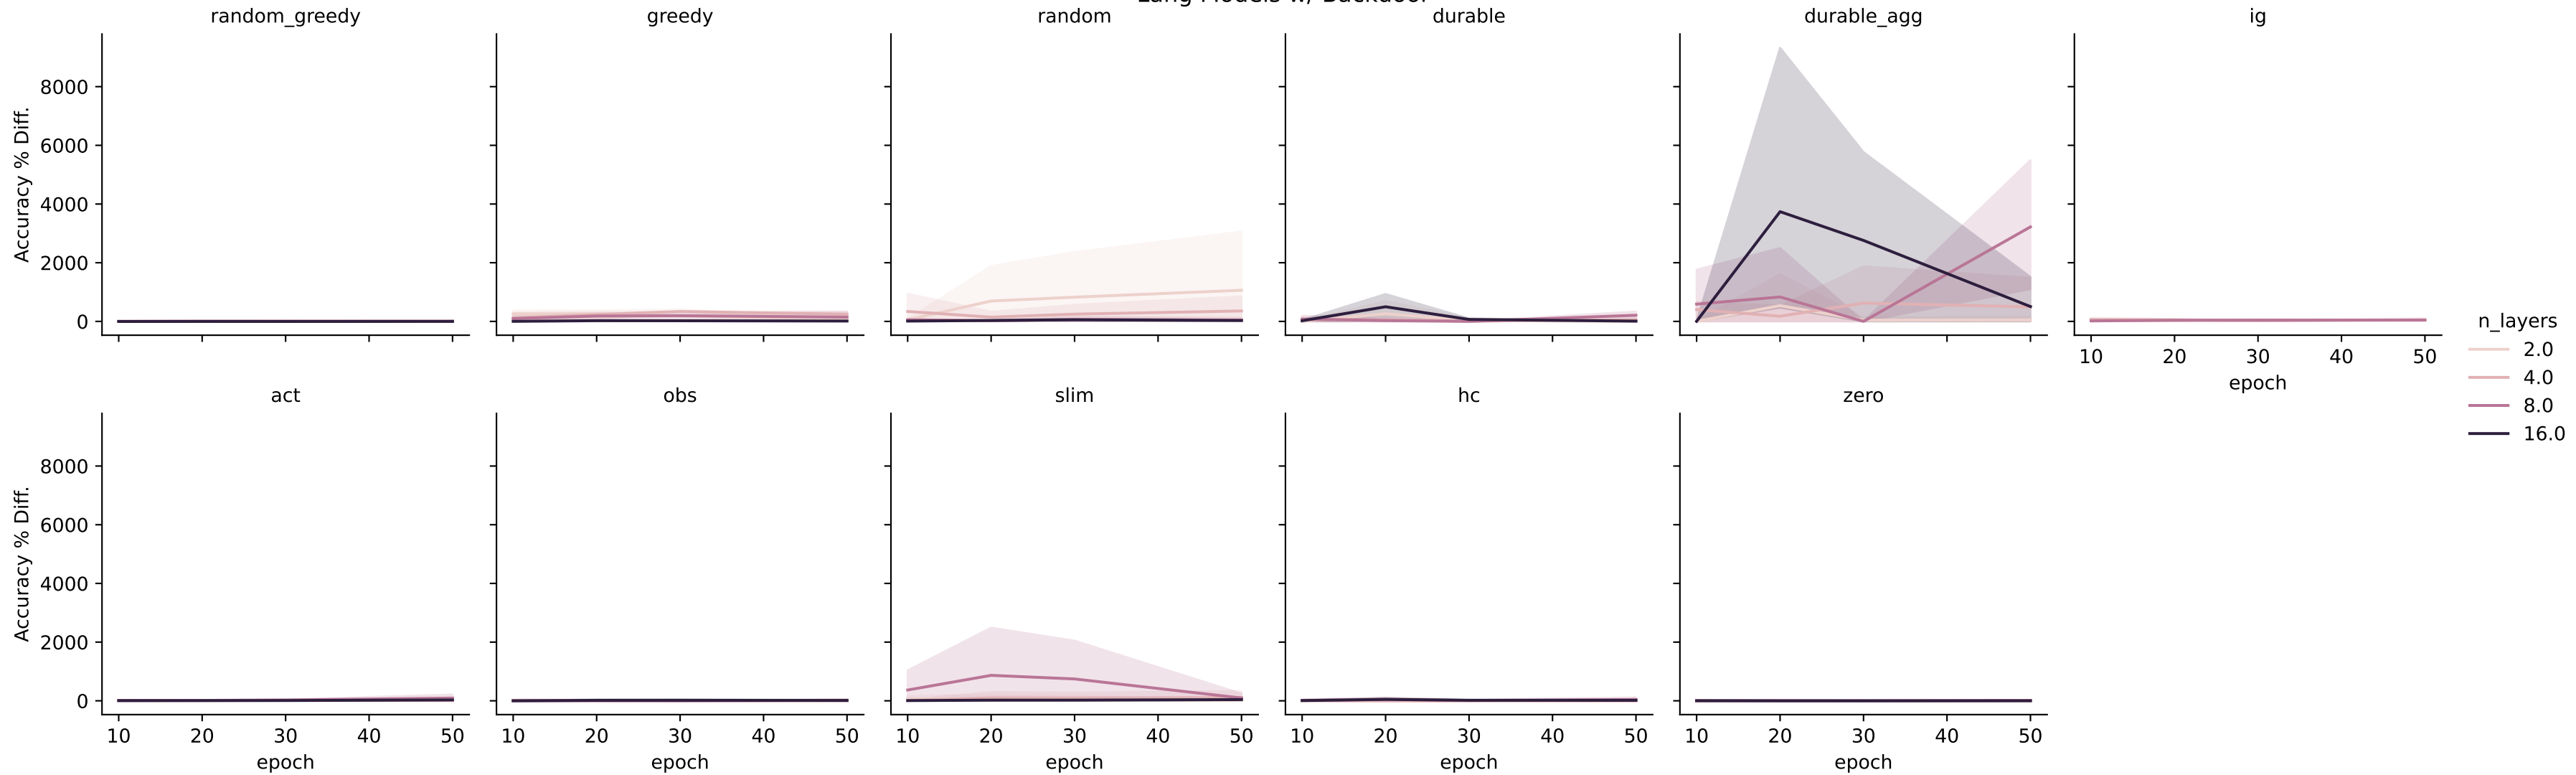 random_greedy greedy random durable durable_agg ig
Accuracy % Diff.
8000
6000
4000
2000
0
10 20 30 40 50
epoch
n_layers
2.0
4.0
8.0
16.0
act obs slim hc zero
Accuracy % Diff.
8000
6000
4000
2000
0
10 20 30 40 50 10 20 30 40 50 10 20 30 40 50 10 20 30 40 50 10 20 30 40 50
epoch epoch epoch epoch epoch